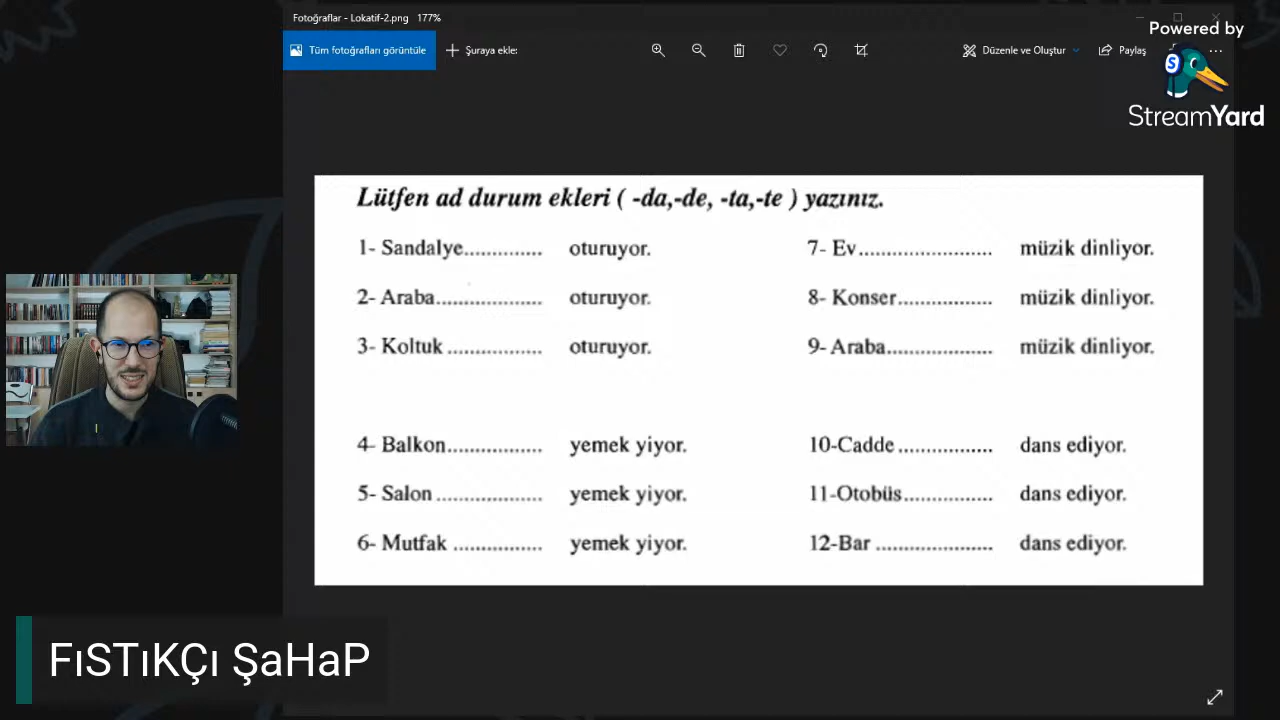 Fotoğraflar - Lokatif-2.png 177%
Tüm fotoğrafları görüntüle
Şuraya ekle:
Düzenle ve Oluştur
Paylaş
Powered by
S
StreamYard
Lütfen ad durum ekleri ( -da,-de, -ta,-te ) yazınız.
1- Sandalye.............. oturuyor.
2- Araba................... oturuyor.
3- Koltuk ................. oturuyor.
4- Balkon................. yemek yiyor.
5- Salon ................... yemek yiyor.
6- Mutfak ................ yemek yiyor.
7- Ev........................ müzik dinliyor.
8- Konser................. müzik dinliyor.
9- Araba................... müzik dinliyor.
10-Cadde ................. dans ediyor.
11-Otobüs................ dans ediyor.
12-Bar ..................... dans ediyor.
FıSTıKÇı ŞaHaP